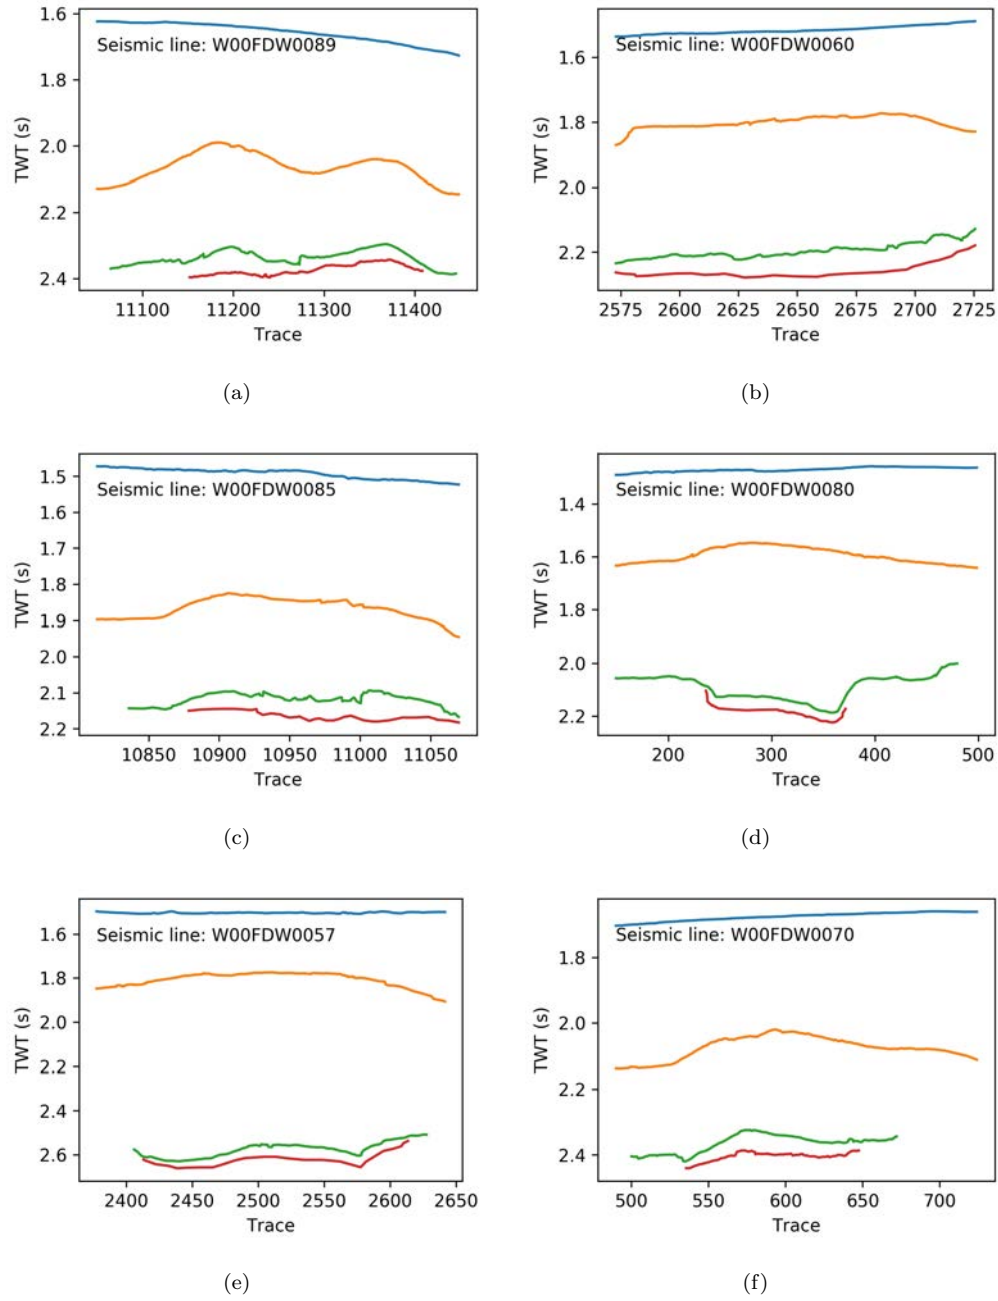 1.6
1.8
2.0
2.2
2.4
TWT (s)
Seismic line: W00FDW0089
11100
11200
11300
11400
Trace
(a)
1.6
1.8
2.0
2.2
TWT (s)
Seismic line: W00FDW0060
2575
2600
2625
2650
2675
2700
2725
Trace
(b)
1.5
1.6
1.7
1.8
1.9
2.0
2.1
2.2
TWT (s)
Seismic line: W00FDW0085
10850
10900
10950
11000
11050
Trace
(c)
1.4
1.6
2.0
2.2
TWT (s)
Seismic line: W00FDW0080
200
300
400
500
Trace
(d)
1.6
1.8
2.0
2.2
2.4
2.6
TWT (s)
Seismic line: W00FDW0057
2400
2450
2500
2550
2600
2650
Trace
(e)
1.8
2.0
2.2
2.4
TWT (s)
Seismic line: W00FDW0070
500
550
600
650
700
Trace
(f)